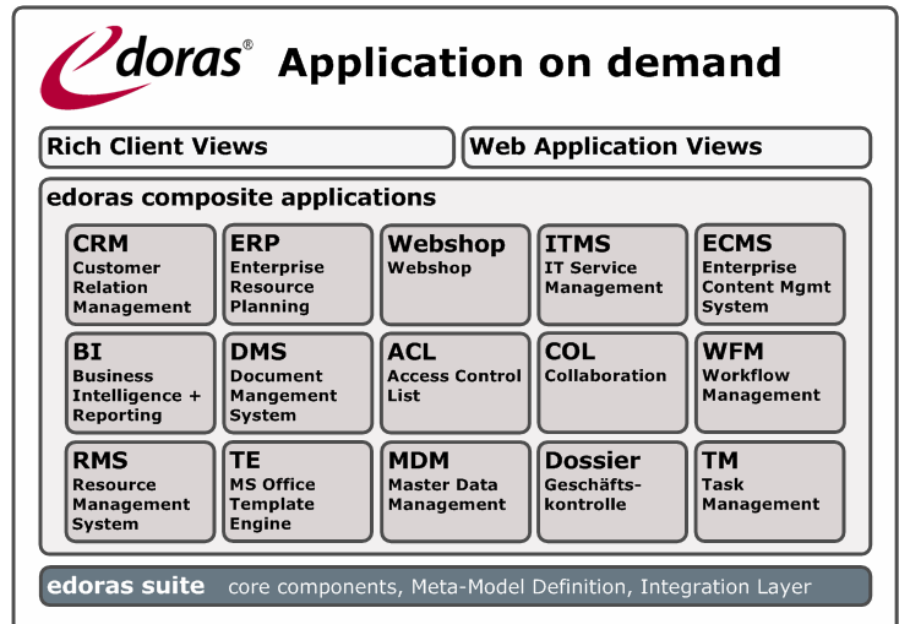 edoras® Application on demand
Rich Client Views
Web Application Views
edoras composite applications
CRM
Customer
Relation
Management
ERP
Enterprise
Resource
Planning
Webshop
Webshop
ITMS
IT Service
Management
ECMS
Enterprise
Content Mgmt
System
BI
Business
Intelligence +
Reporting
DMS
Document
Mangement
System
ACL
Access Control
List
COL
Collaboration
WFM
Workflow
Management
RMS
Resource
Management
System
TE
MS Office
Template
Engine
MDM
Master Data
Management
Dossier
Geschäfts-
kontrolle
TM
Task
Management
edoras suite core components, Meta-Model Definition, Integration Layer